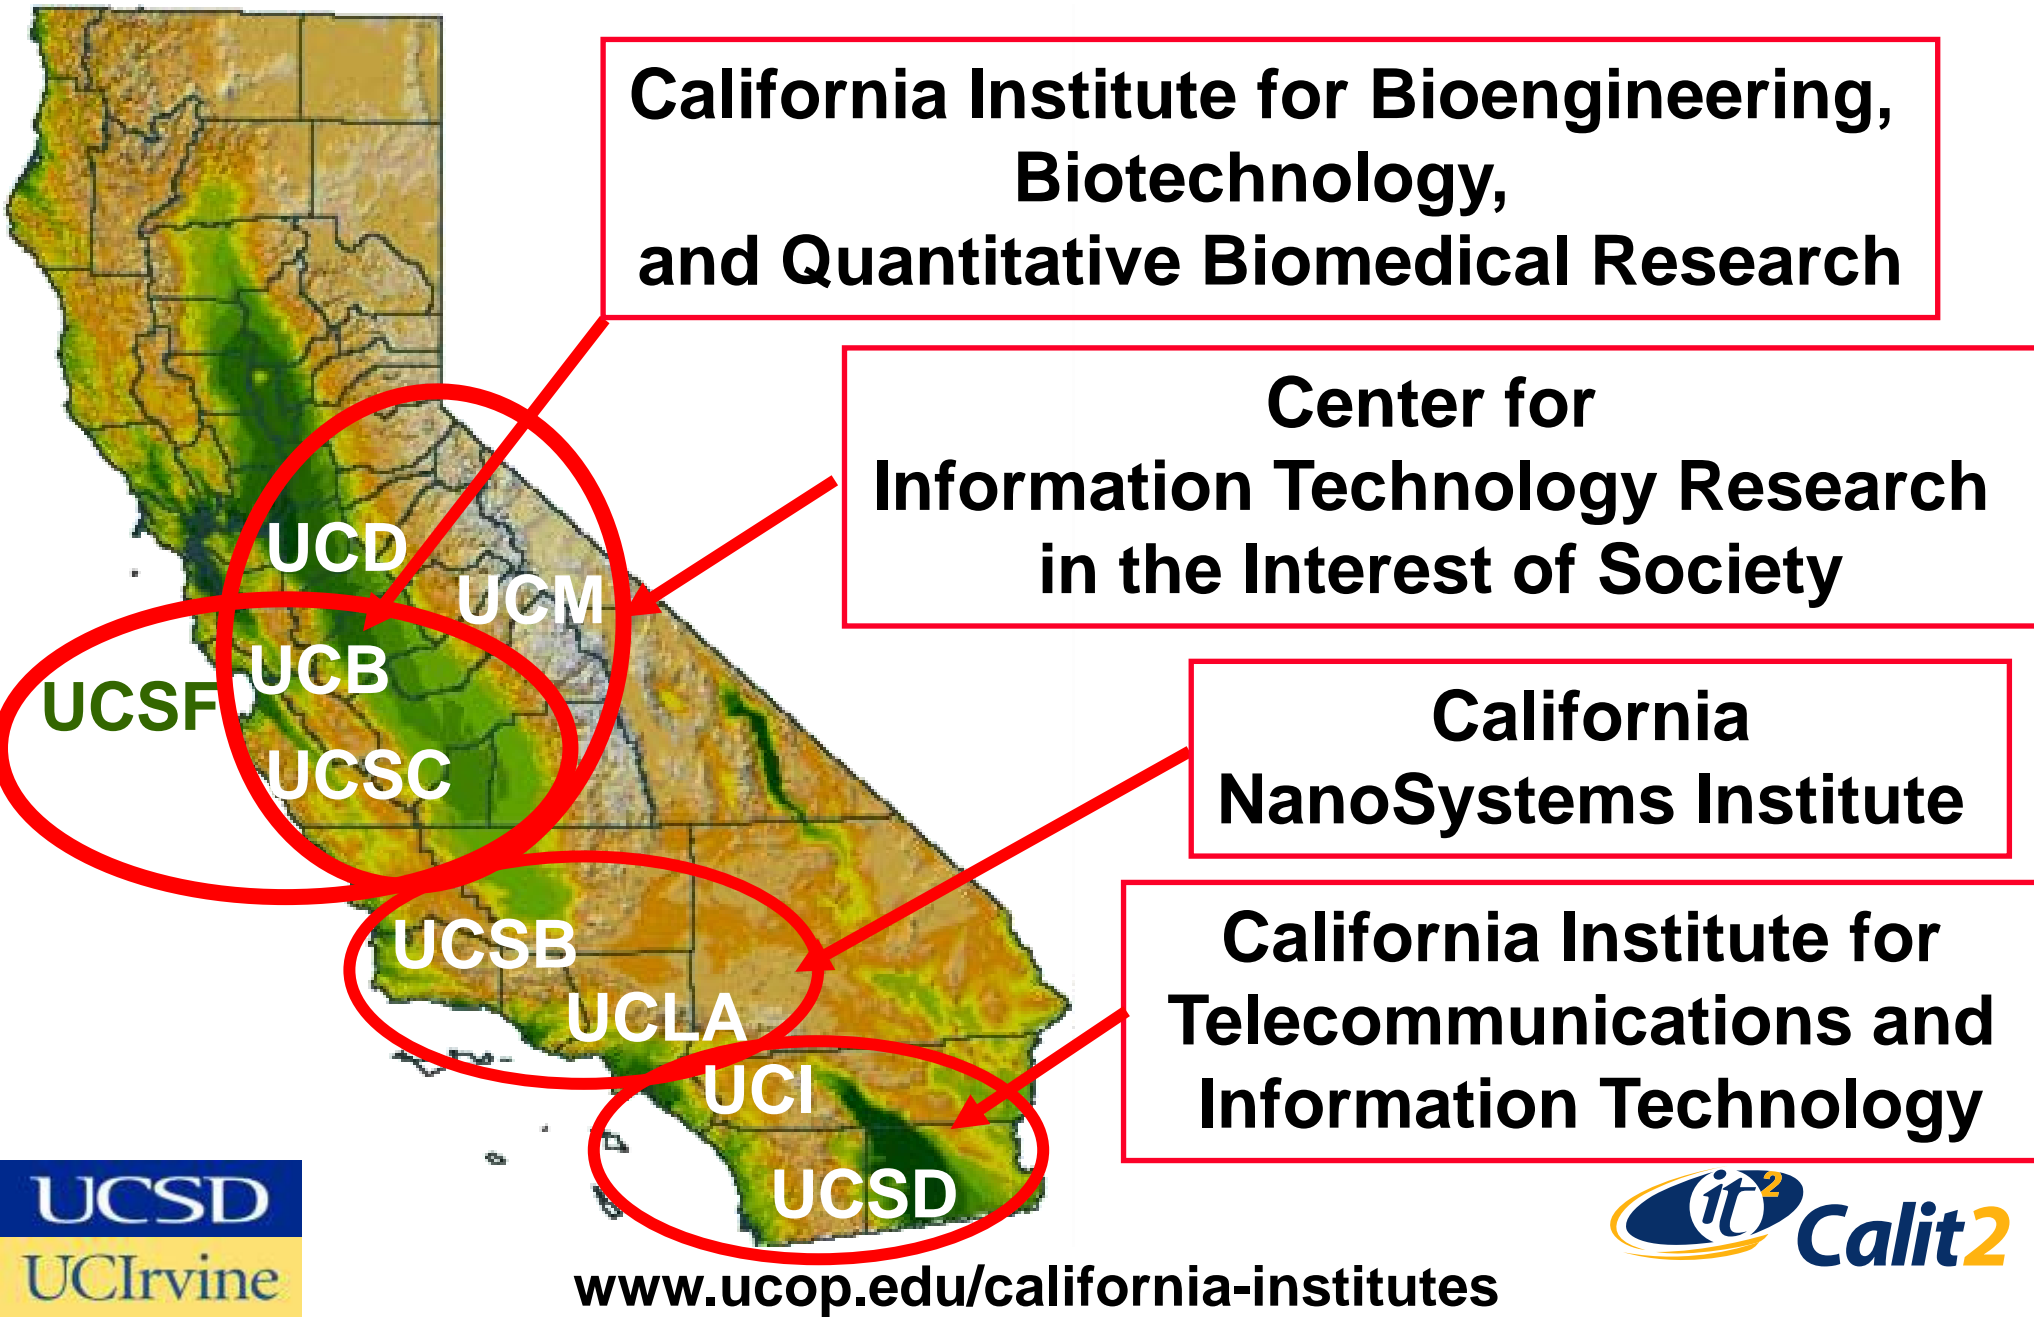 California Institute for Bioengineering,
Biotechnology,
and Quantitative Biomedical Research
Center for
Information Technology Research
in the Interest of Society
UCD
UCM
UCB
UCSF
UCSC
California
NanoSystems Institute
UCSB
UCLA
California Institute for
Telecommunications and
Information Technology
UCI
UCSD
UCSD
UCIrvine
it2
Calit2
www.ucop.edu/california-institutes